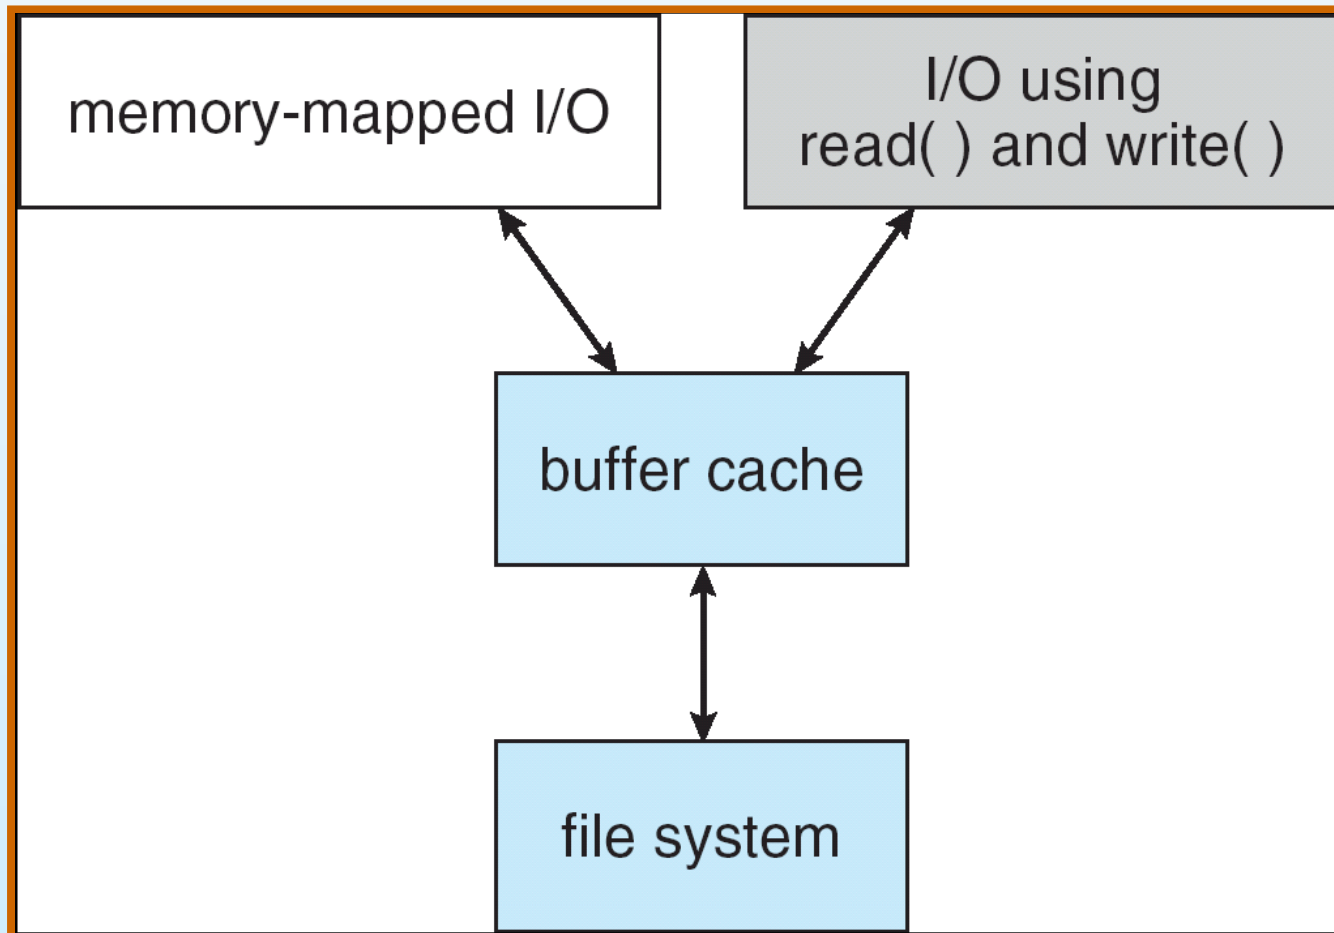 memory-mapped I/O
I/O using
read( ) and write( )
buffer cache
file system